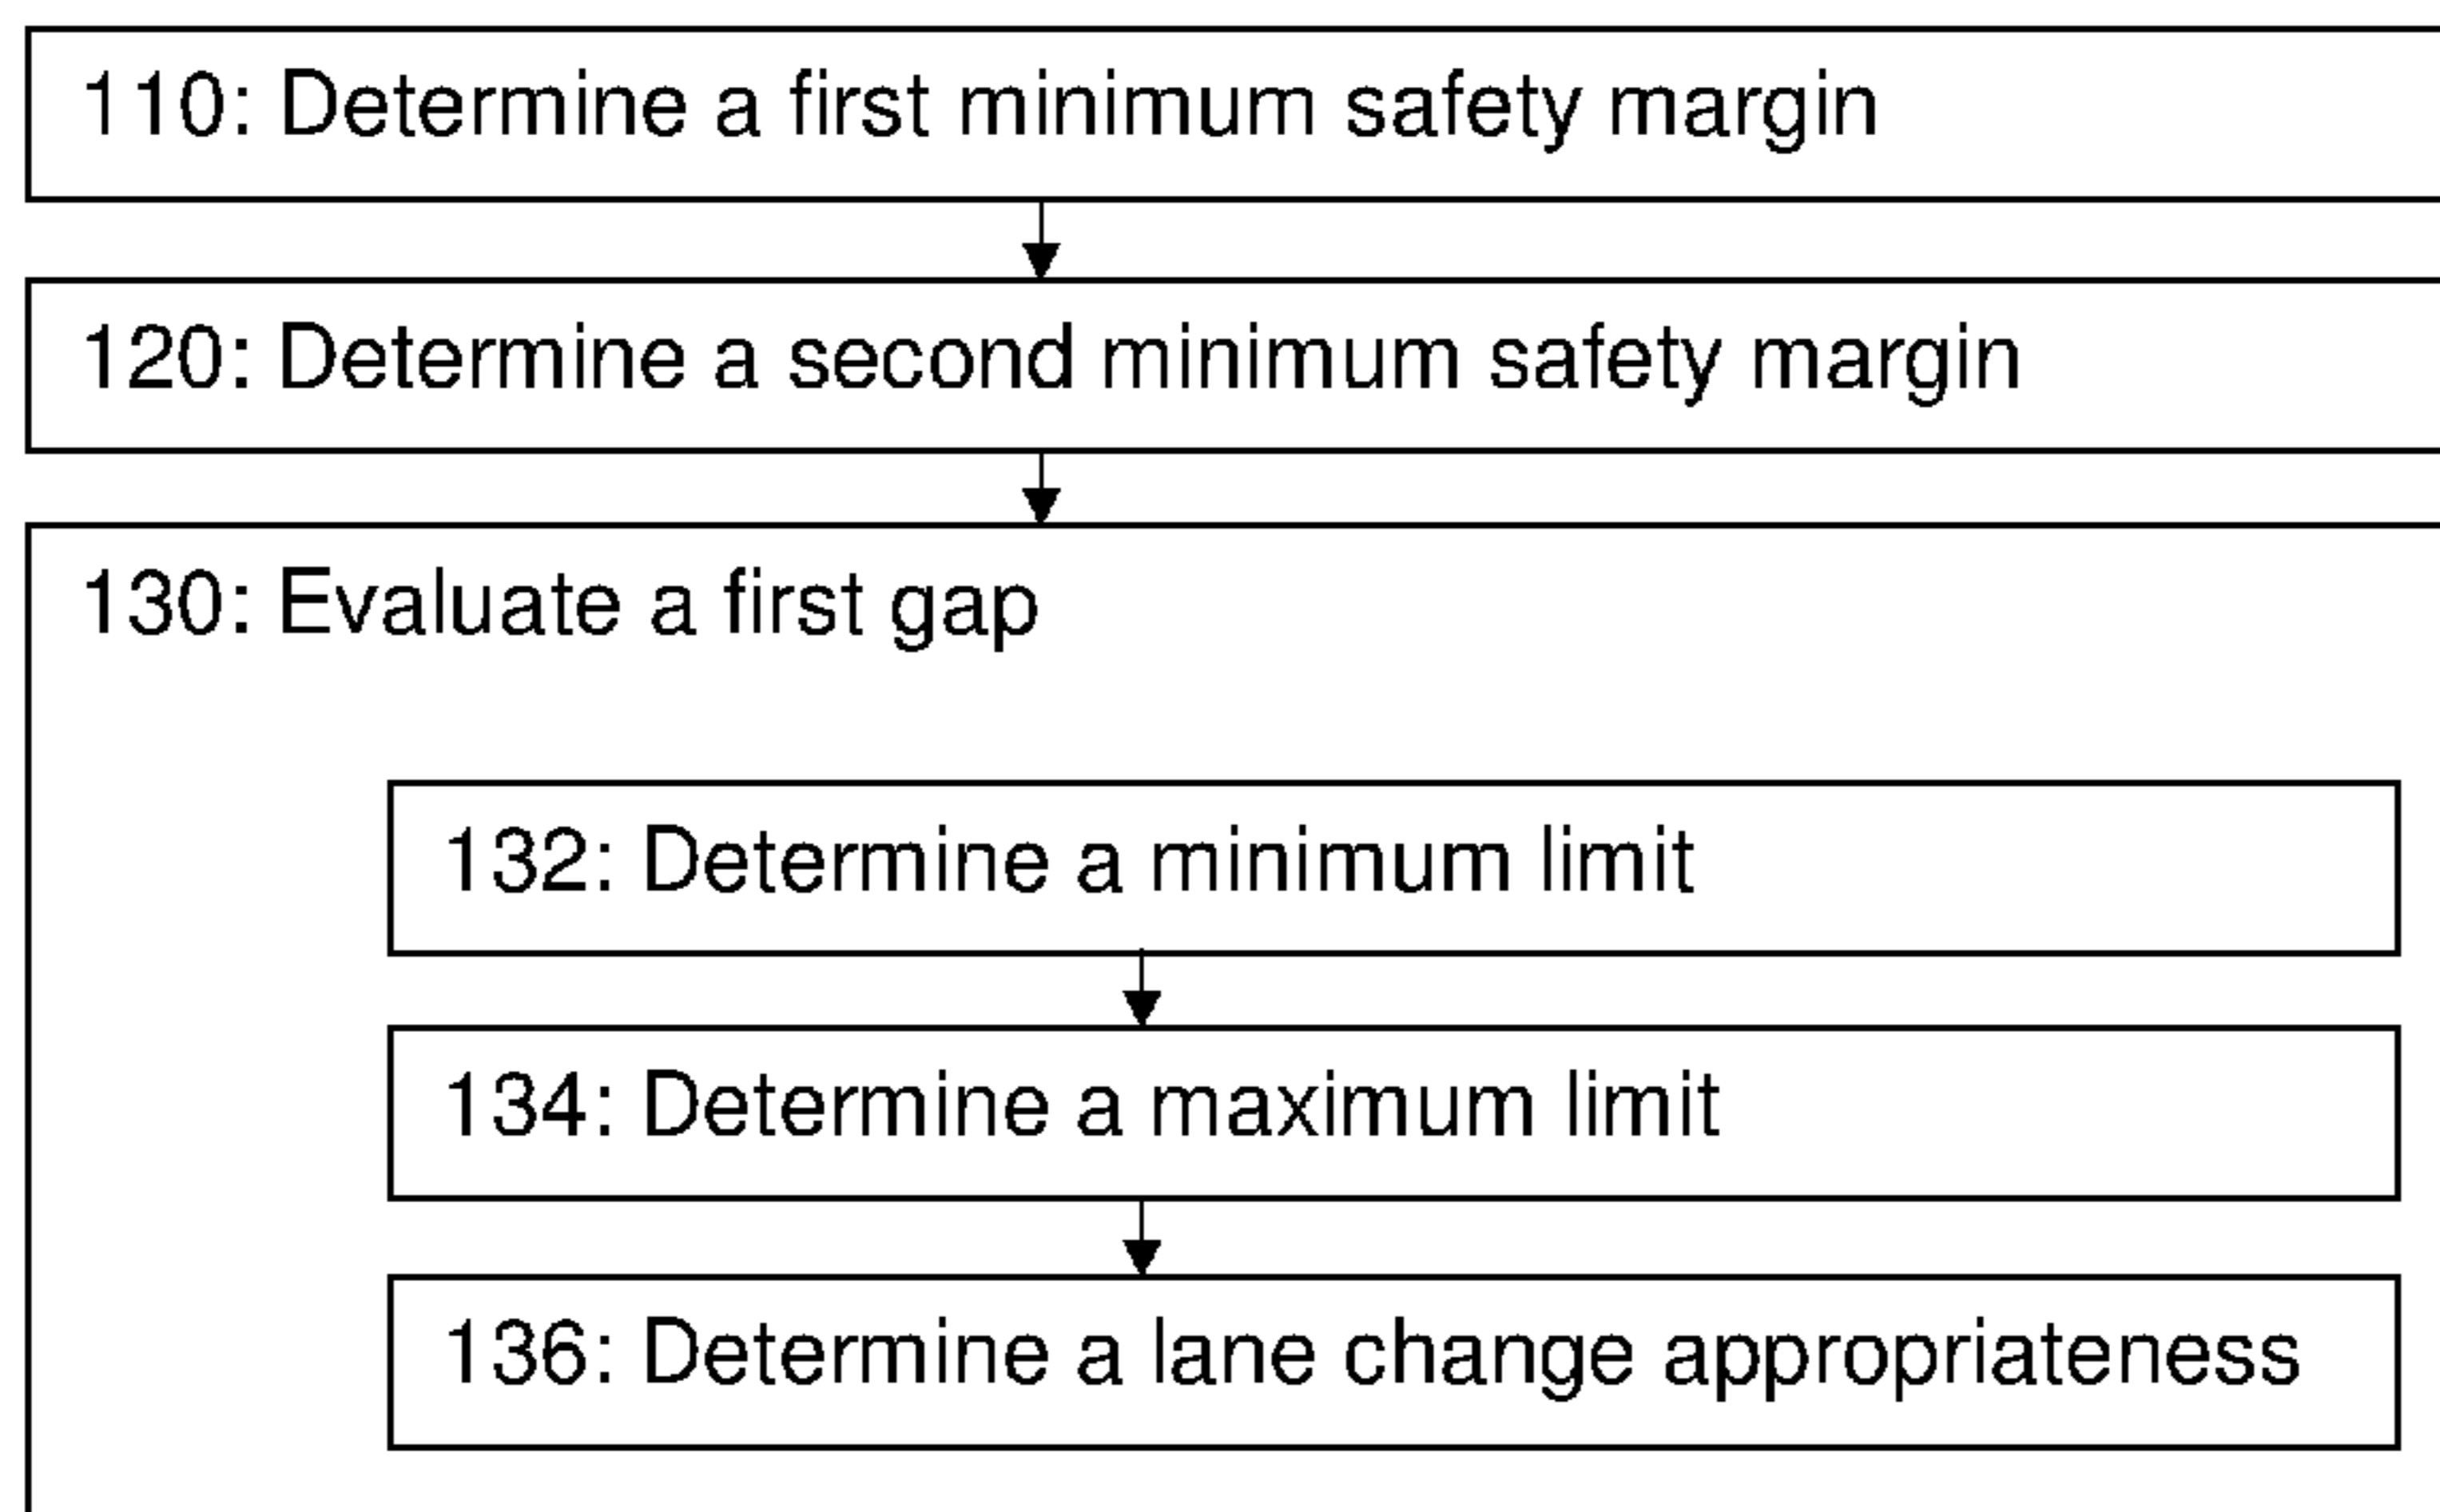 110: Determine a first minimum safety margin
120: Determine a second minimum safety margin
130: Evaluate a first gap
132: Determine a minimum limit
134: Determine a maximum limit
136: Determine a lane change appropriateness